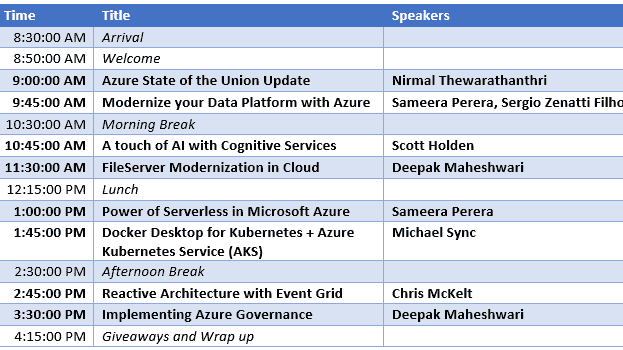 Time Title Speakers
8:30:00 AM Arrival
8:50:00 AM Welcome
9:00:00 AM Azure State of the Union Update Nirmal Thewarathanthri
9:45:00 AM Modernize your Data Platform with Azure Sameera Perera, Sergio Zenatti Filho
10:30:00 AM Morning Break
10:45:00 AM A touch of AI with Cognitive Services Scott Holden
11:30:00 AM FileServer Modernization in Cloud Deepak Maheshwari
12:15:00 PM Lunch
1:00:00 PM Power of Serverless in Microsoft Azure Sameera Perera
1:45:00 PM Docker Desktop for Kubernetes + Azure Michael Sync
Kubernetes Service (AKS)
2:30:00 PM Afternoon Break
2:45:00 PM Reactive Architecture with Event Grid Chris McKelt
3:30:00 PM Implementing Azure Governance Deepak Maheshwari
4:15:00 PM Giveaways and Wrap up